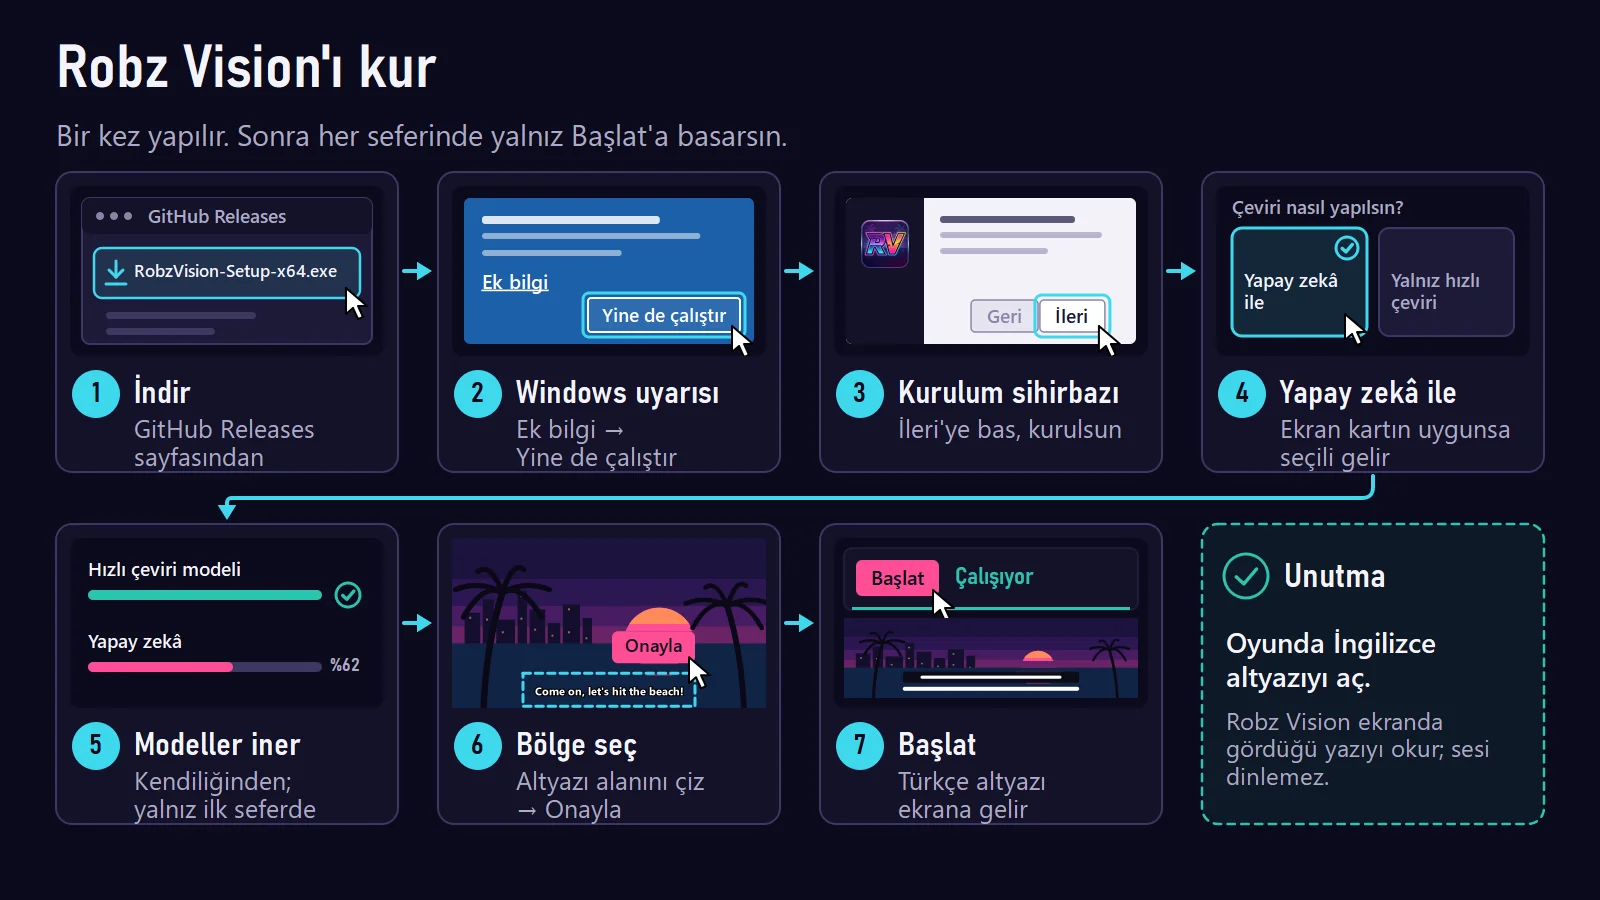 Robz Vision'ı kur
Bir kez yapılır. Sonra her seferinde yalnız Başlat'a basarsın.
GitHub Releases
RobzVision-Setup-x64.exe
1 İndir
GitHub Releases
sayfasından
Ek bilgi
Yine de çalıştır
2 Windows uyarısı
Ek bilgi →
Yine de çalıştır
RV
Geri
İleri
3 Kurulum sihirbazı
İleri'ye bas, kurulsun
Çeviri nasıl yapılsın?
Yapay zekâ
ile
Yalnız hızlı
çeviri
4 Yapay zekâ ile
Ekran kartın uygunsa
seçili gelir
Hızlı çeviri modeli
Yapay zekâ
%62
5 Modeller iner
Kendiliğinden;
yalnız ilk seferde
Onayla
Come on, let's hit the beach!
6 Bölge seç
Altyazı alanını çiz
→ Onayla
Başlat
Çalışıyor
7 Başlat
Türkçe altyazı
ekrana gelir
Unutma
Oyunda İngilizce
altyazıyı aç.
Robz Vision ekranda
gördüğü yazıyı okur; sesi
dinlemez.